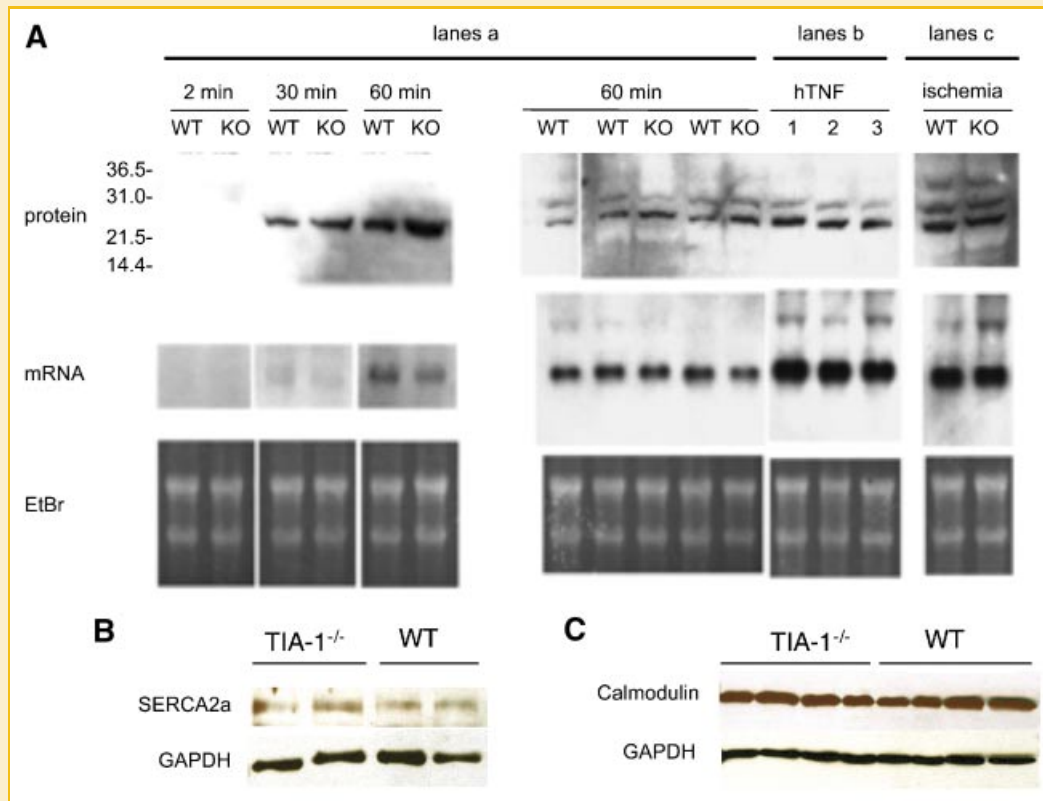 A
lanes a lanes b lanes c
2 min 30 min 60 min 60 min hTNF ischemia
WT KO WT KO WT KO WT WT KO WT KO 1 2 3 WT KO
36.5-
31.0-
protein
21.5-
14.4-
mRNA
EtBr
B C
TIA-1-/- WT TIA-1-/- WT
SERCA2a Calmodulin
GAPDH GAPDH